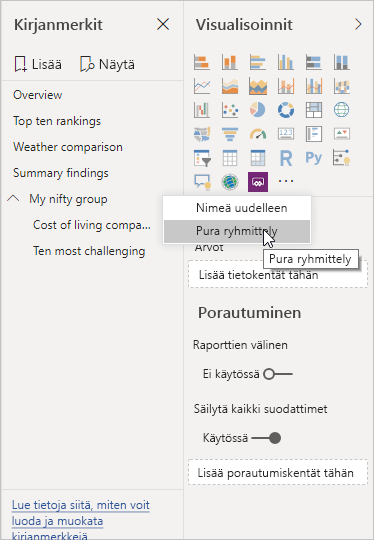 Kirjanmerkit
Lisää
Näytä
Overview
Top ten rankings
Weather comparison
Summary findings
My nifty group
Cost of living compa...
Ten most challenging
Lue tietoja siitä, miten voit
luoda ja muokata
kirjanmerkkejä
Visualisoinnit
123
R
Py
...
Nimeä uudelleen
Pura ryhmittely
Pura ryhmittely
Arvot
Lisää tietokentät tähän
Porautuminen
Raporttien välinen
Ei käytössä
Säilytä kaikki suodattimet
Käytössä
Lisää porautumiskentät tähän